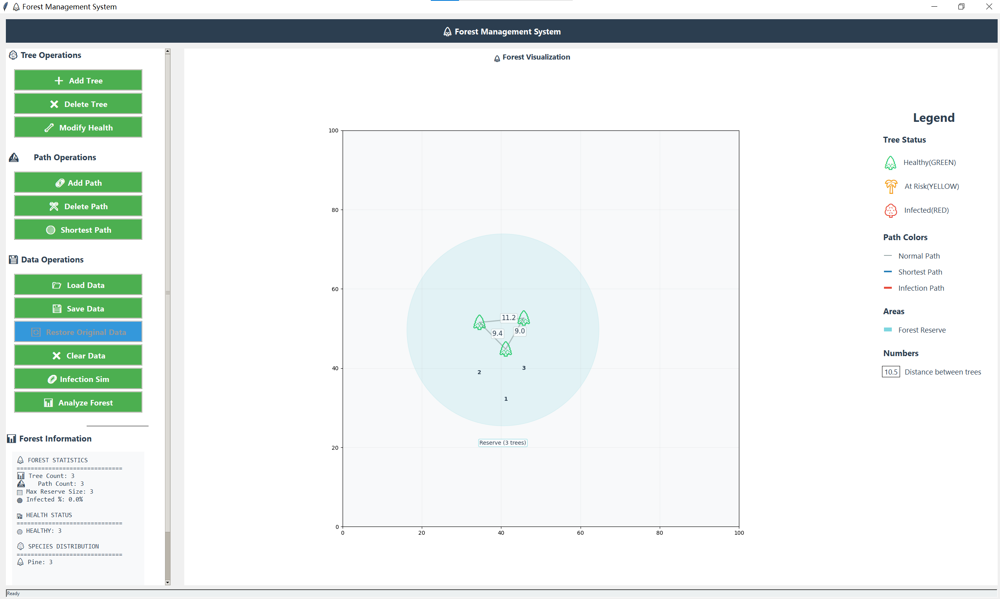 Forest Management System
Forest Management System
Tree Operations
Add Tree
Delete Tree
Modify Health
Path Operations
Add Path
Delete Path
Shortest Path
Data Operations
Load Data
Save Data
Restore Original Data
Clear Data
Infection Sim
Analyze Forest
Forest Information
FOREST STATISTICS
==============================
Tree Count: 3
Path Count: 3
Max Reserve Size: 3
Infected %: 0.0%
HEALTH STATUS
==============================
HEALTHY: 3
SPECIES DISTRIBUTION
==============================
Pine: 3
Forest Visualization
100
80
60
40
20
0
0 20 40 60 80 100
11.2
9.4
9.0
2
3
1
Reserve (3 trees)
Legend
Tree Status
Healthy(GREEN)
At Risk(YELLOW)
Infected(RED)
Path Colors
Normal Path
Shortest Path
Infection Path
Areas
Forest Reserve
Numbers
10.5 Distance between trees
Ready